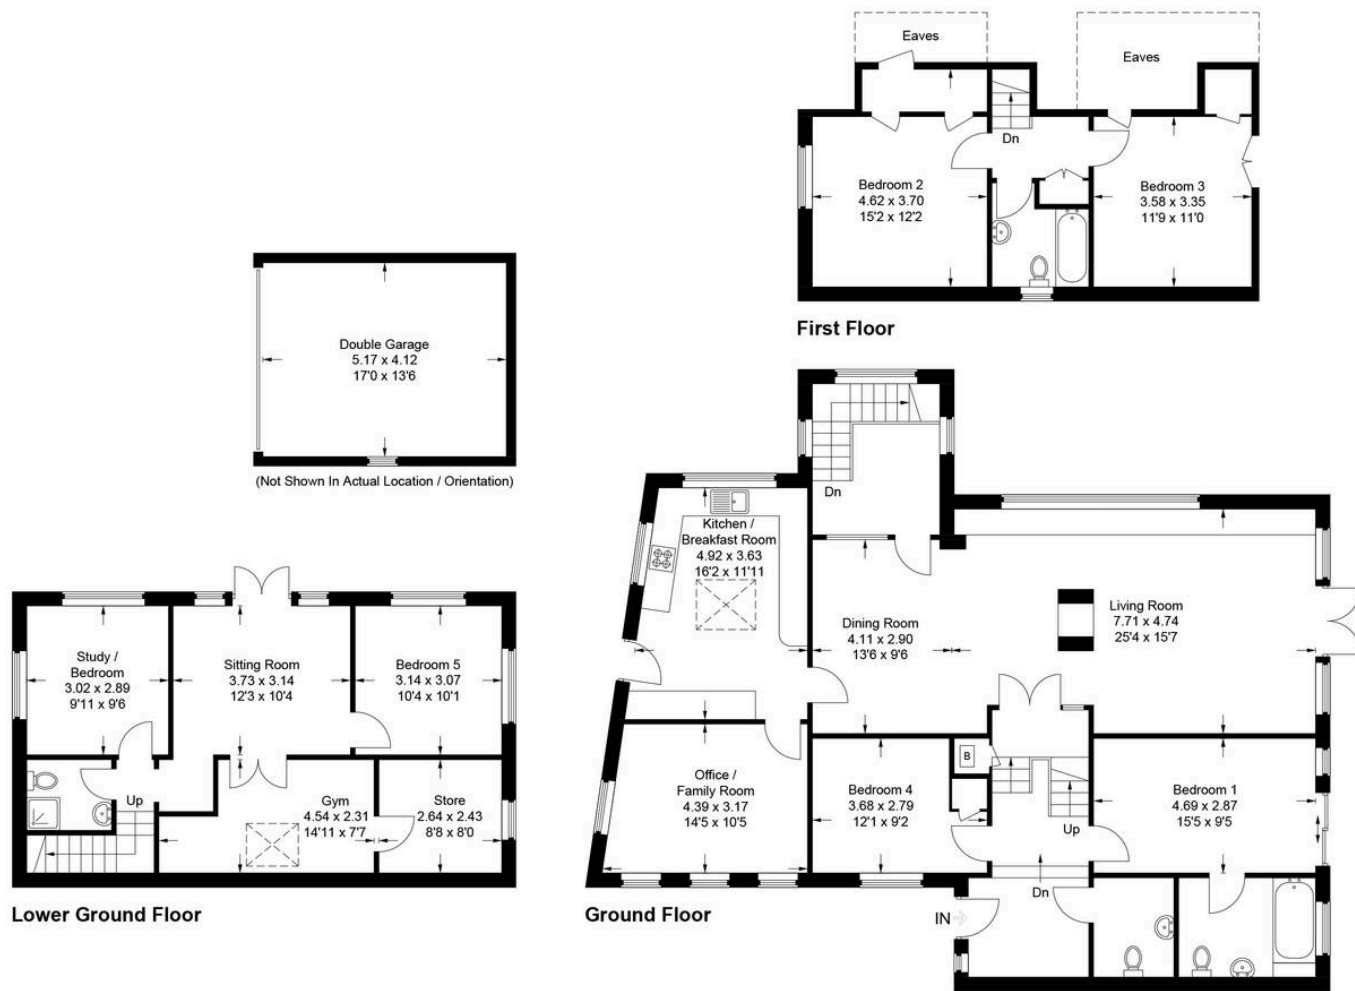 Eaves
Eaves
Dn
Bedroom 2
4.62 x 3.70
15'2 x 12'2
Bedroom 3
3.58 x 3.35
11'9 x 11'0
First Floor
Double Garage
5.17 x 4.12
17'0 x 13'6
(Not Shown In Actual Location / Orientation)
Study /
Bedroom
3.02 x 2.89
9'11 x 9'6
Sitting Room
3.73 x 3.14
12'3 x 10'4
Bedroom 5
3.14 x 3.07
10'4 x 10'1
Up
Gym
4.54 x 2.31
14'11 x 7'7
Store
2.64 x 2.43
8'8 x 8'0
Lower Ground Floor
Dn
Kitchen /
Breakfast Room
4.92 x 3.63
16'2 x 11'11
Dining Room
4.11 x 2.90
13'6 x 9'6
Living Room
7.71 x 4.74
25'4 x 15'7
Office /
Family Room
4.39 x 3.17
14'5 x 10'5
B
Bedroom 4
3.68 x 2.79
12'1 x 9'2
Up
Bedroom 1
4.69 x 2.87
15'5 x 9'5
Dn
IN
Ground Floor